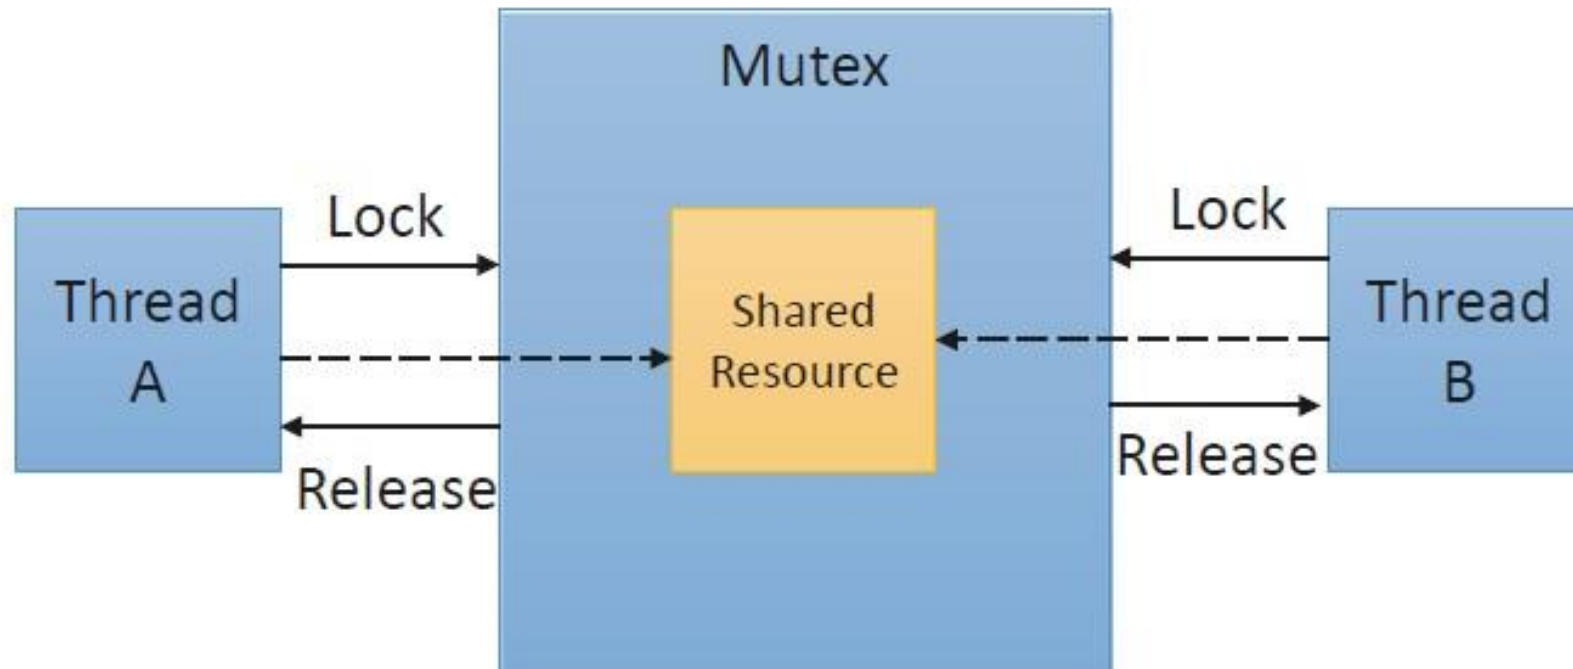 Mutex
Lock
Lock
Thread
A
Shared
Resource
Thread
B
Release
Release